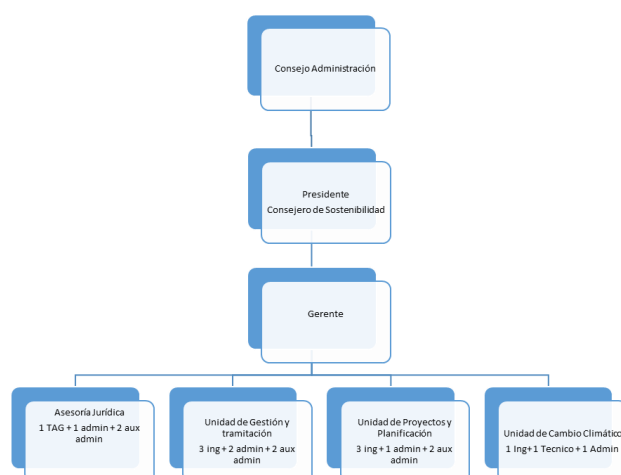 Consejo Administración
Presidente
Consejero de Sostenibilidad
Gerente
Asesoría Jurídica
1 TAG + 1 admin + 2 aux
admin
Unidad de Gestión y
tramitación
3 ing + 2 admin + 2 aux
admin
Unidad de Proyectos y
Planificación
3 ing + 1 admin + 2 aux
admin
Unidad de Cambio Climático
1 Ing+ 1 Tecnico + 1 Admin